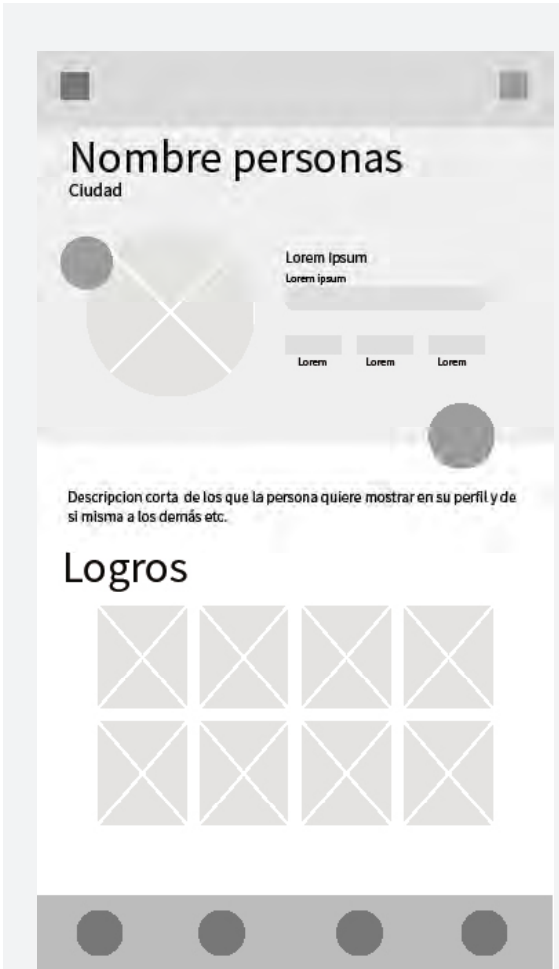 Nombre personas
Ciudad
Lorem Ipsum
Lorem ipsum
Lorem Lorem Lorem
Descripcion corta de los que la persona quiere mostrar en su perfil y de
si misma a los demás etc.
Logros